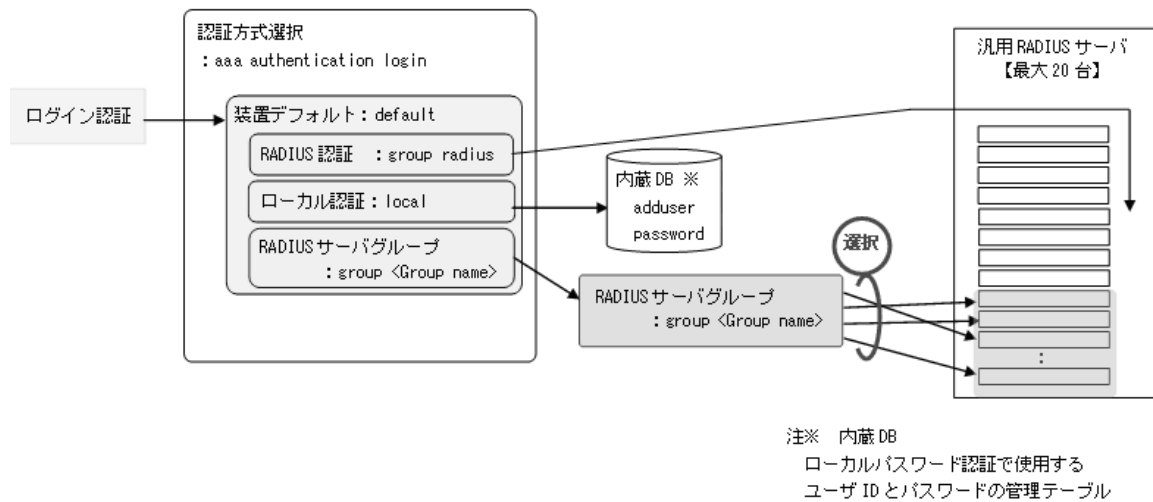 認証方式選択
：aaa authentication login
ログイン認証
装置デフォルト：default
RADIUS認証　：group radius
ローカル認証：local
RADIUSサーバグループ
：group <Group name>
内蔵DB ※
adduser
password
RADIUSサーバグループ
：group <Group name>
選択
汎用RADIUSサーバ
【最大20台】
：
注※　内蔵DB
ローカルパスワード認証で使用する
ユーザIDとパスワードの管理テーブル